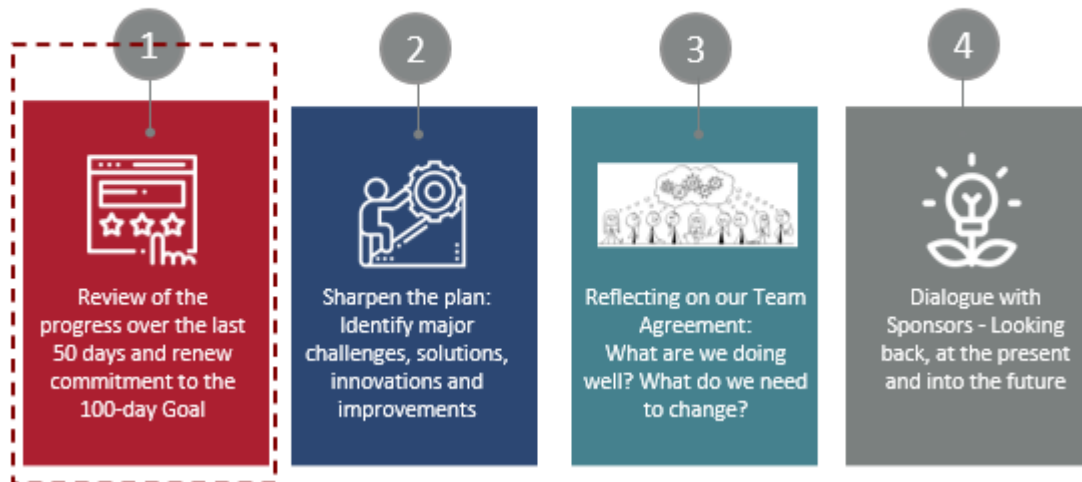 1
Review of the
progress over the last
50 days and renew
commitment to the
100-day Goal
2
Sharpen the plan:
Identify major
challenges, solutions,
innovations and
improvements
3
Reflecting on our Team
Agreement:
What are we doing
well? What do we need
to change?
4
Dialogue with
Sponsors - Looking
back, at the present
and into the future